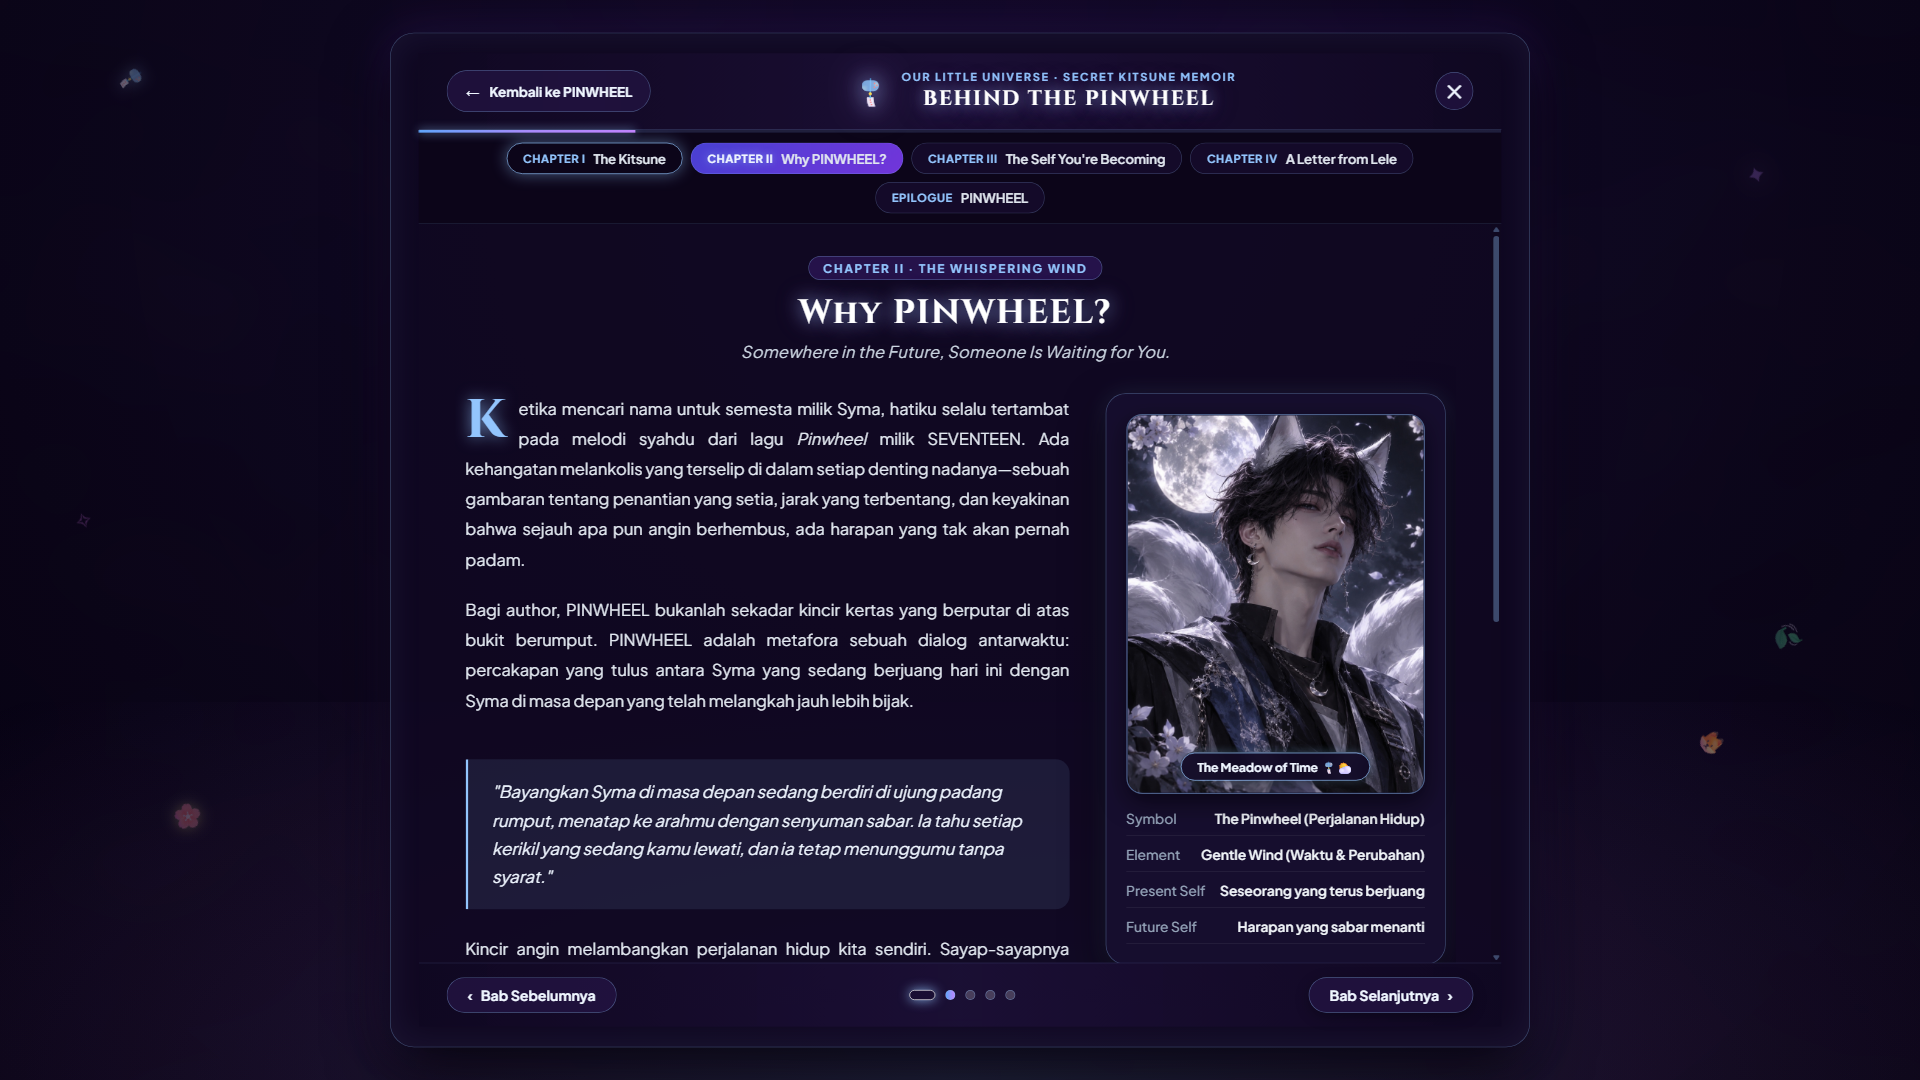 ← Kembali ke PINWHEEL
OUR LITTLE UNIVERSE · SECRET KITSUNE MEMOIR
BEHIND THE PINWHEEL
CHAPTER I The Kitsune
CHAPTER II Why PINWHEEL?
CHAPTER III The Self You're Becoming
CHAPTER IV A Letter from Lele
EPILOGUE PINWHEEL
CHAPTER II · THE WHISPERING WIND
WHY PINWHEEL?
Somewhere in the Future, Someone Is Waiting for You.
Ketika mencari nama untuk semesta milik Syma, hatiku selalu tertambat
pada melodi syahdu dari lagu Pinwheel milik SEVENTEEN. Ada
kehangatan melankolis yang terselip di dalam setiap denting nadanya—sebuah
gambaran tentang penantian yang setia, jarak yang terbentang, dan keyakinan
bahwa sejauh apa pun angin berhembus, ada harapan yang tak akan pernah
padam.
Bagi author, PINWHEEL bukanlah sekadar kincir kertas yang berputar di atas
bukit berumput. PINWHEEL adalah metafora sebuah dialog antarwaktu:
percakapan yang tulus antara Syma yang sedang berjuang hari ini dengan
Syma di masa depan yang telah melangkah jauh lebih bijak.
"Bayangkan Syma di masa depan sedang berdiri di ujung padang
rumput, menatap ke arahmu dengan senyuman sabar. Ia tahu setiap
kerikil yang sedang kamu lewati, dan ia tetap menunggumu tanpa
syarat."
Kincir angin melambangkan perjalanan hidup kita sendiri. Sayap-sayapnya
The Meadow of Time
Symbol The Pinwheel (Perjalanan Hidup)
Element Gentle Wind (Waktu & Perubahan)
Present Self Seseorang yang terus berjuang
Future Self Harapan yang sabar menanti
‹ Bab Sebelumnya
Bab Selanjutnya ›